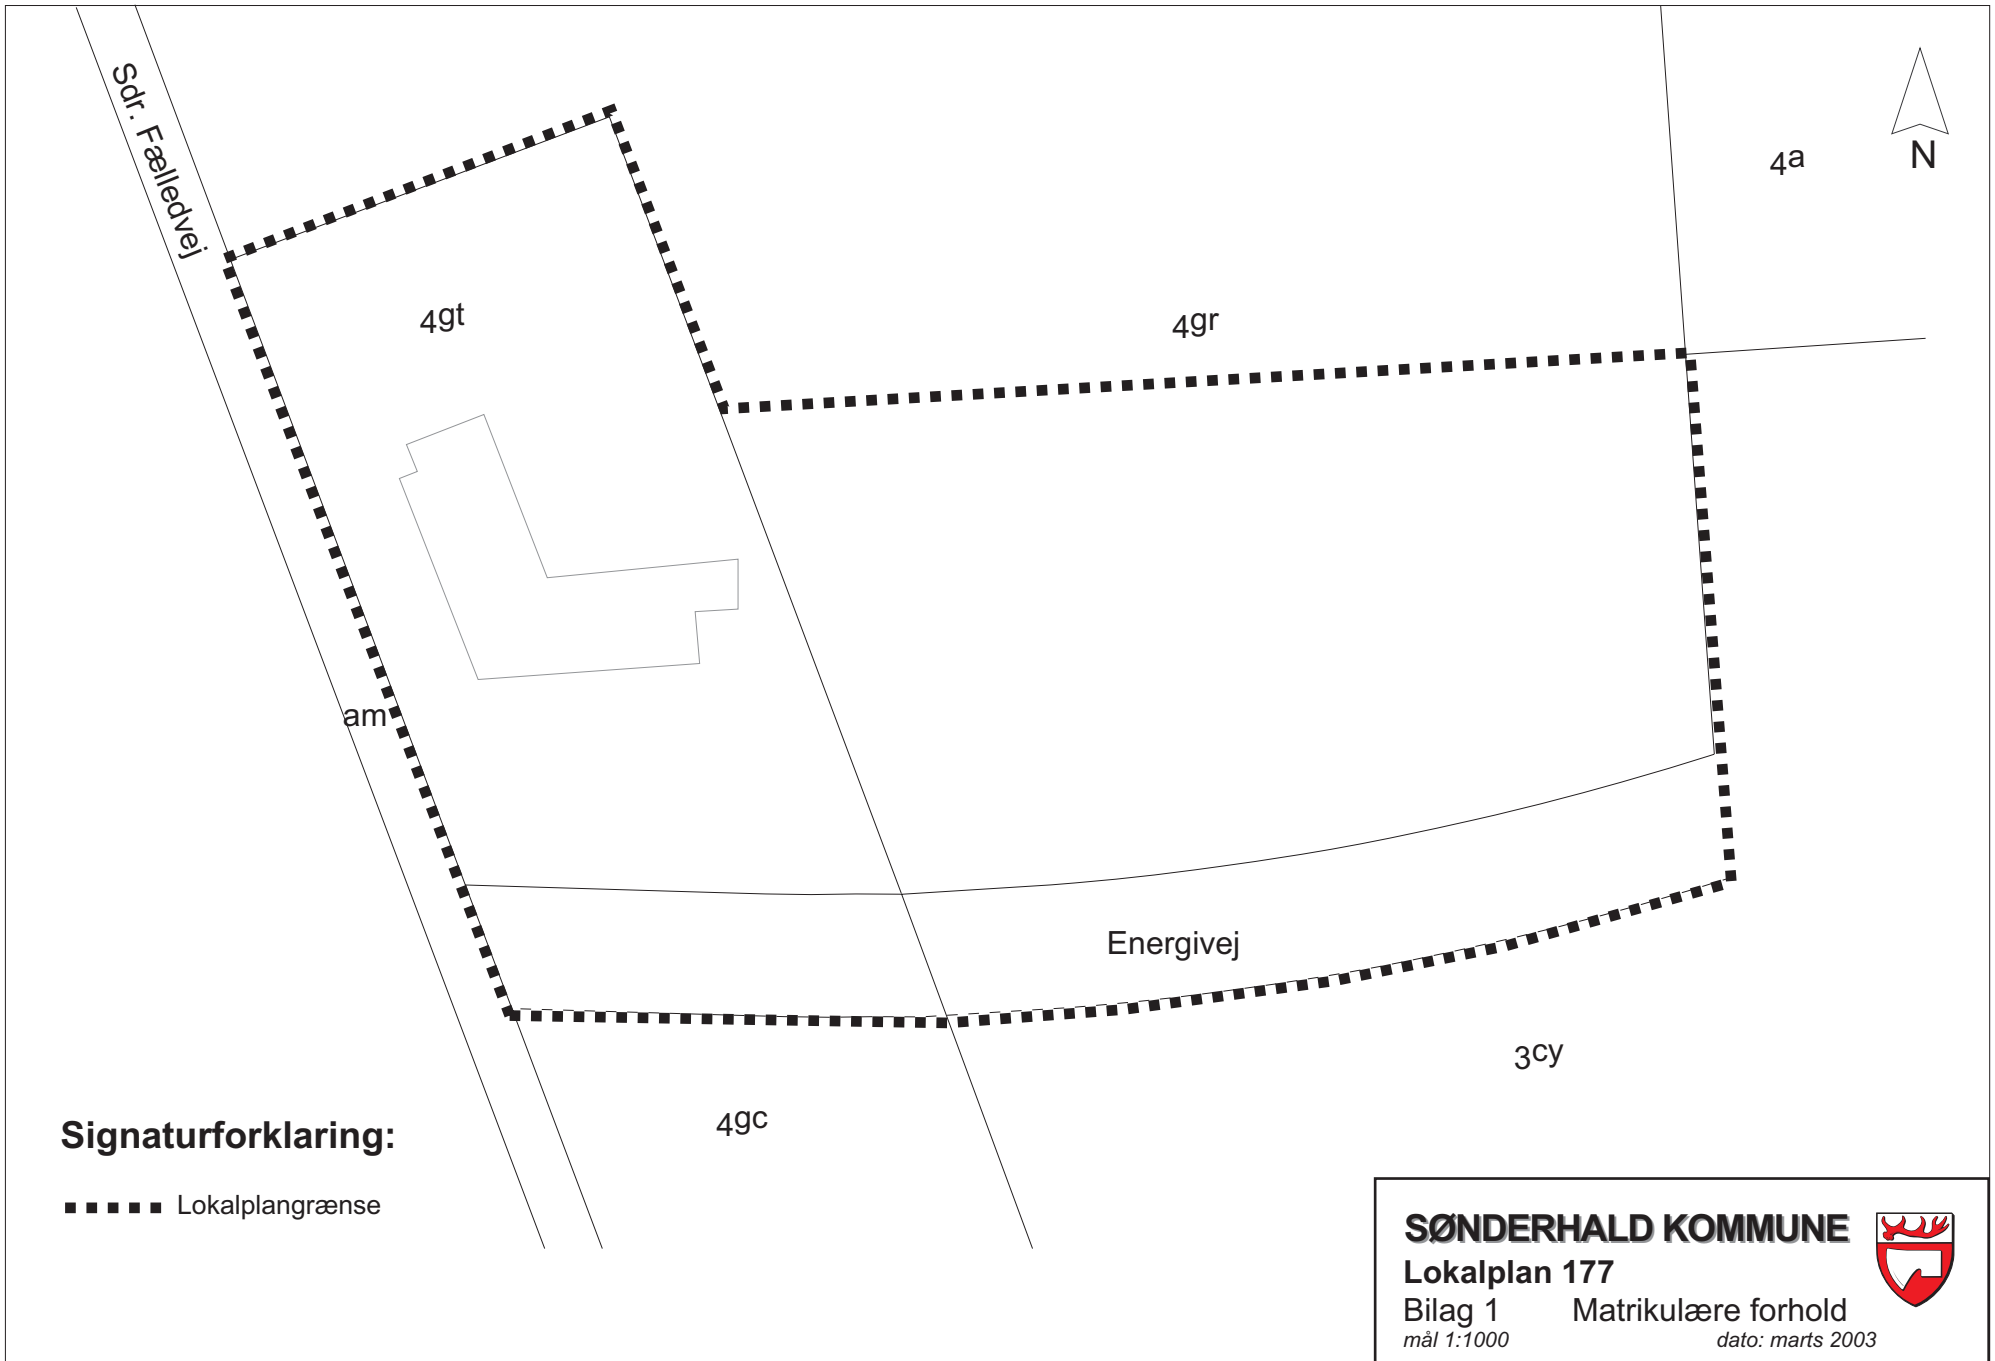 Sdr. Fælledvej
N
4a
4gt
4gr
am
Energivej
3cy
4gc
Signaturforklaring:
Lokalplangrænse
SØNDERHALD KOMMUNE
Lokalplan 177
Bilag 1 Matrikulære forhold
mål 1:1000 dato: marts 2003